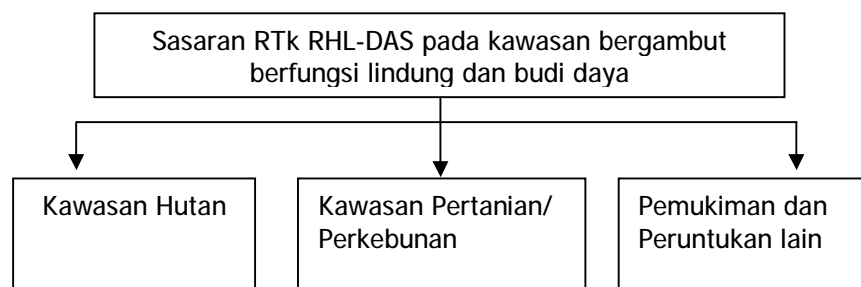 Sasaran RTk RHL-DAS pada kawasan bergambut
berfungsi lindung dan budi daya
Kawasan Hutan
Kawasan Pertanian/
Perkebunan
Pemukiman dan
Peruntukan lain